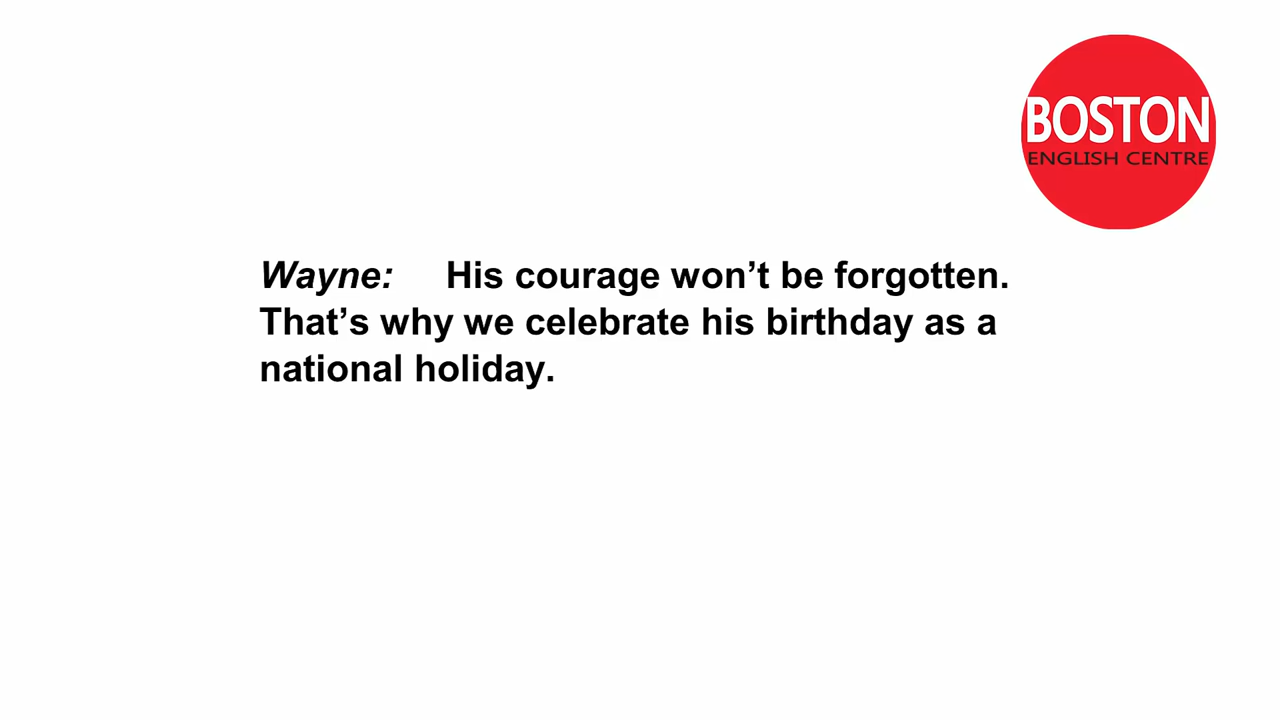 BOSTON
ENGLISH CENTRE
Wayne: His courage won’t be forgotten.
That’s why we celebrate his birthday as a
national holiday.